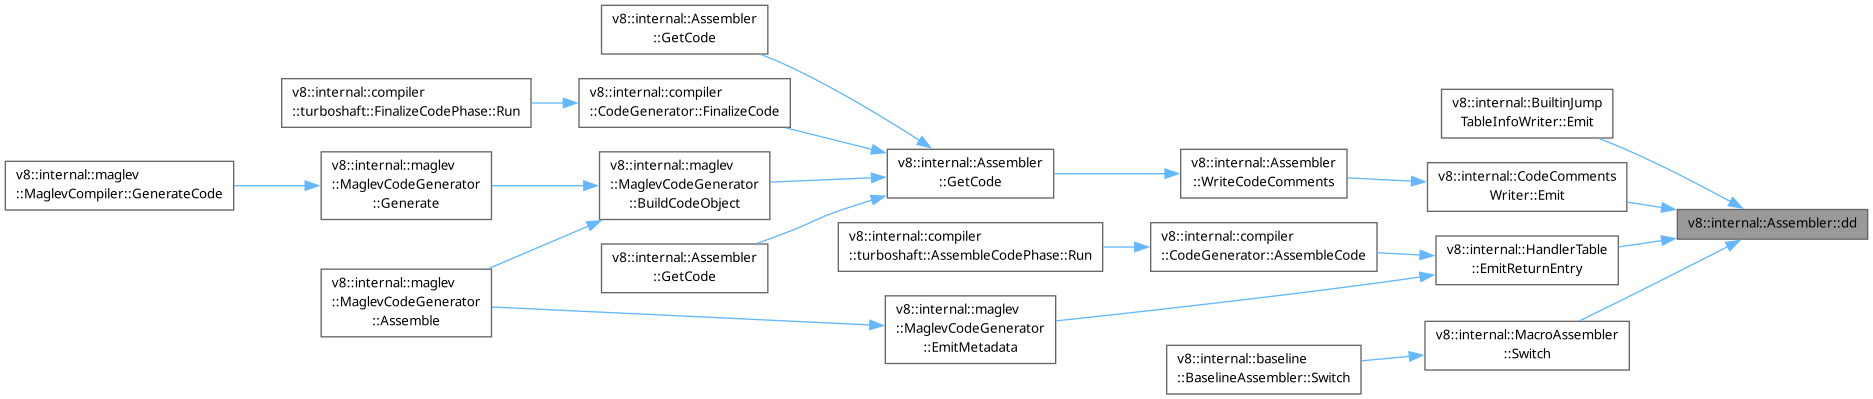 v8::internal::Assembler
::GetCode
v8::internal::compiler
::turboshaft::FinalizeCodePhase::Run
v8::internal::compiler
::CodeGenerator::FinalizeCode
v8::internal::BuiltinJump
TableInfoWriter::Emit
v8::internal::maglev
::MaglevCompiler::GenerateCode
v8::internal::maglev
::MaglevCodeGenerator
::Generate
v8::internal::maglev
::MaglevCodeGenerator
::BuildCodeObject
v8::internal::Assembler
::GetCode
v8::internal::Assembler
::WriteCodeComments
v8::internal::CodeComments
Writer::Emit
v8::internal::Assembler::dd
v8::internal::Assembler
::GetCode
v8::internal::compiler
::turboshaft::AssembleCodePhase::Run
v8::internal::compiler
::CodeGenerator::AssembleCode
v8::internal::HandlerTable
::EmitReturnEntry
v8::internal::maglev
::MaglevCodeGenerator
::Assemble
v8::internal::maglev
::MaglevCodeGenerator
::EmitMetadata
v8::internal::MacroAssembler
::Switch
v8::internal::baseline
::BaselineAssembler::Switch